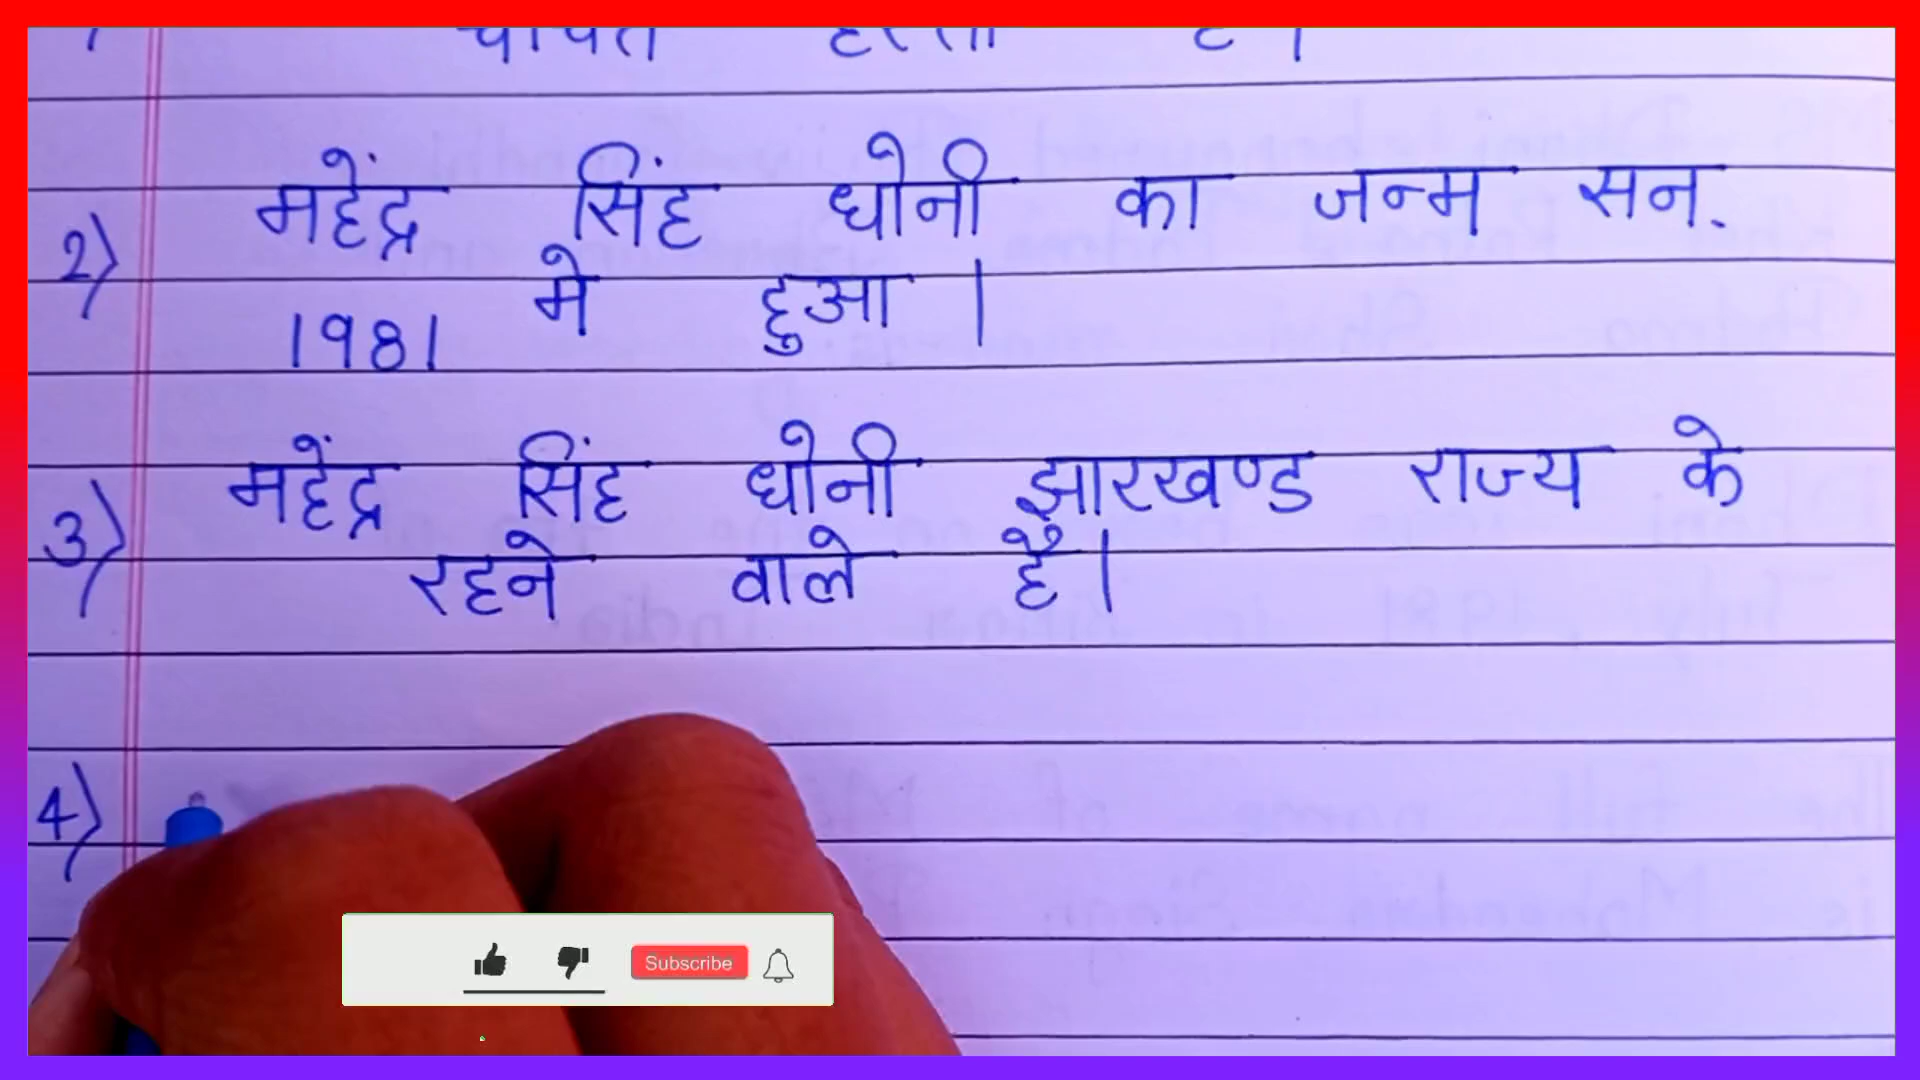 2) महेंद्र सिंह धोनी का जन्म सन.
1981 मे हुआ।
3) महेंद्र सिंह धोनी झारखण्ड राज्य के
रहने वाले है।
4)
Subscribe